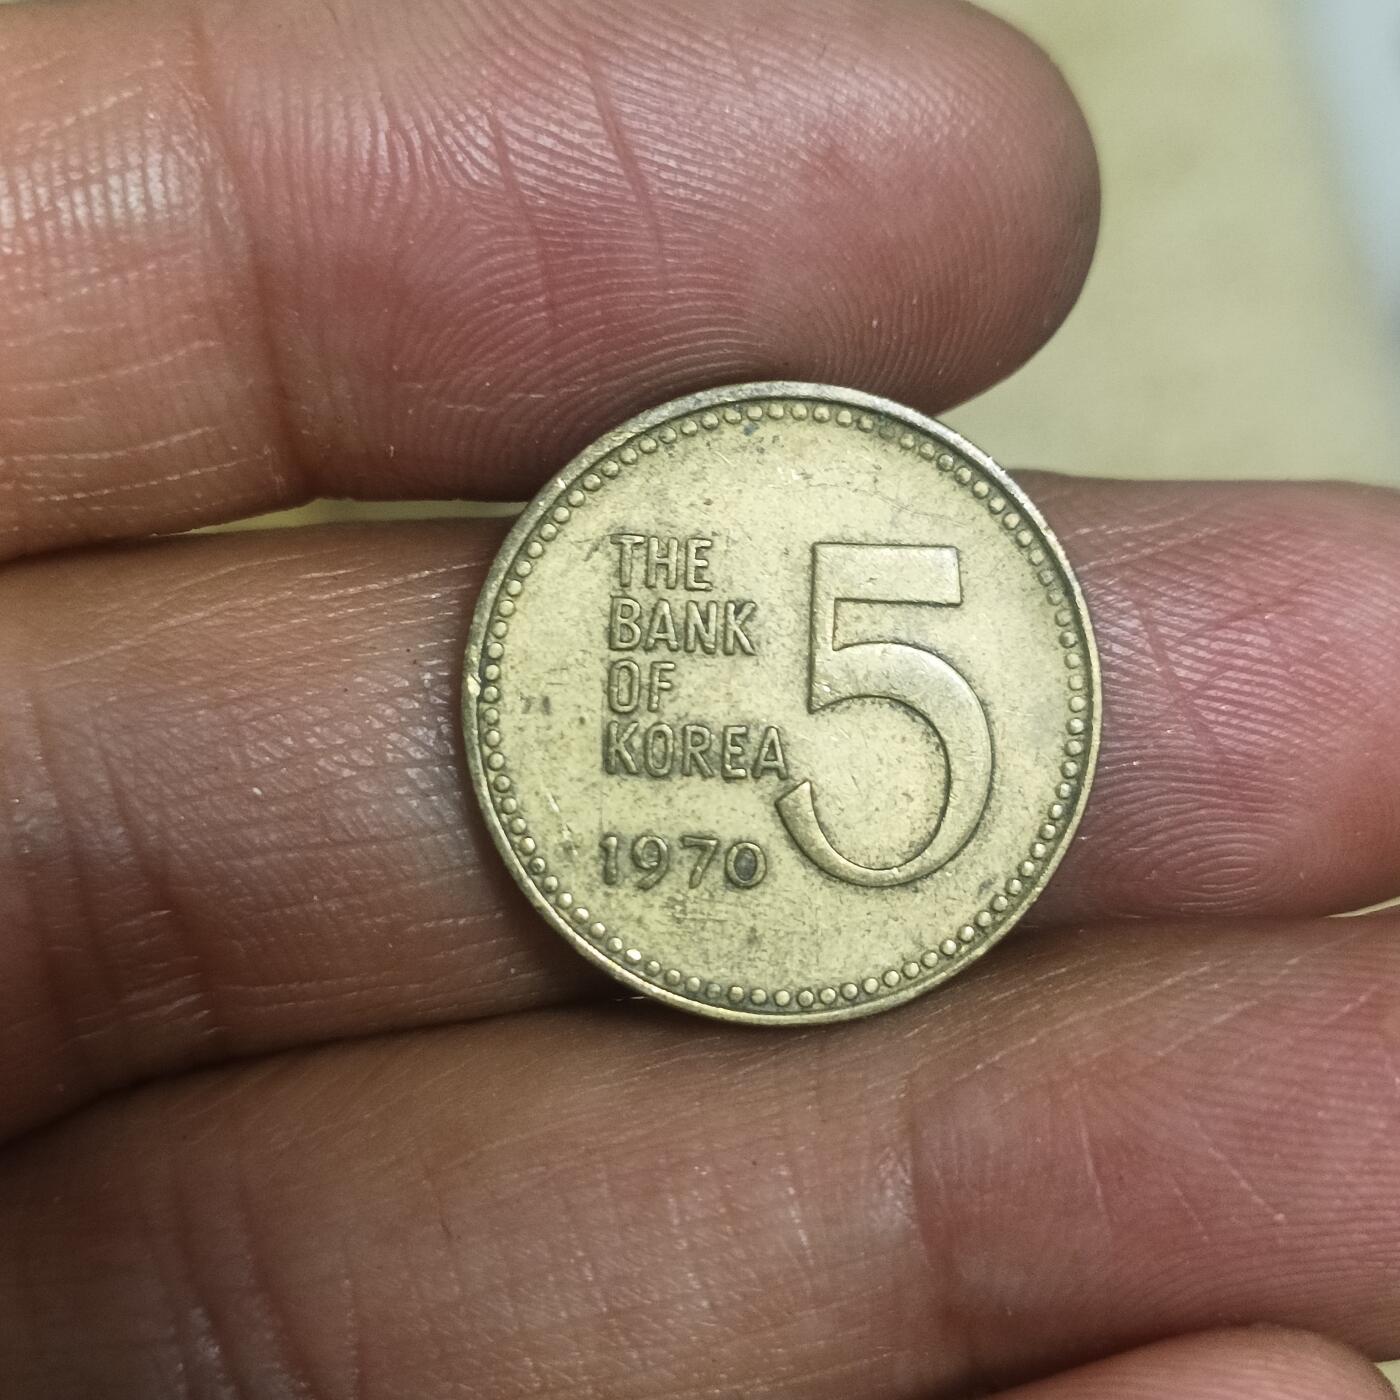 THE
BANK
OF
KOREA
1970
5